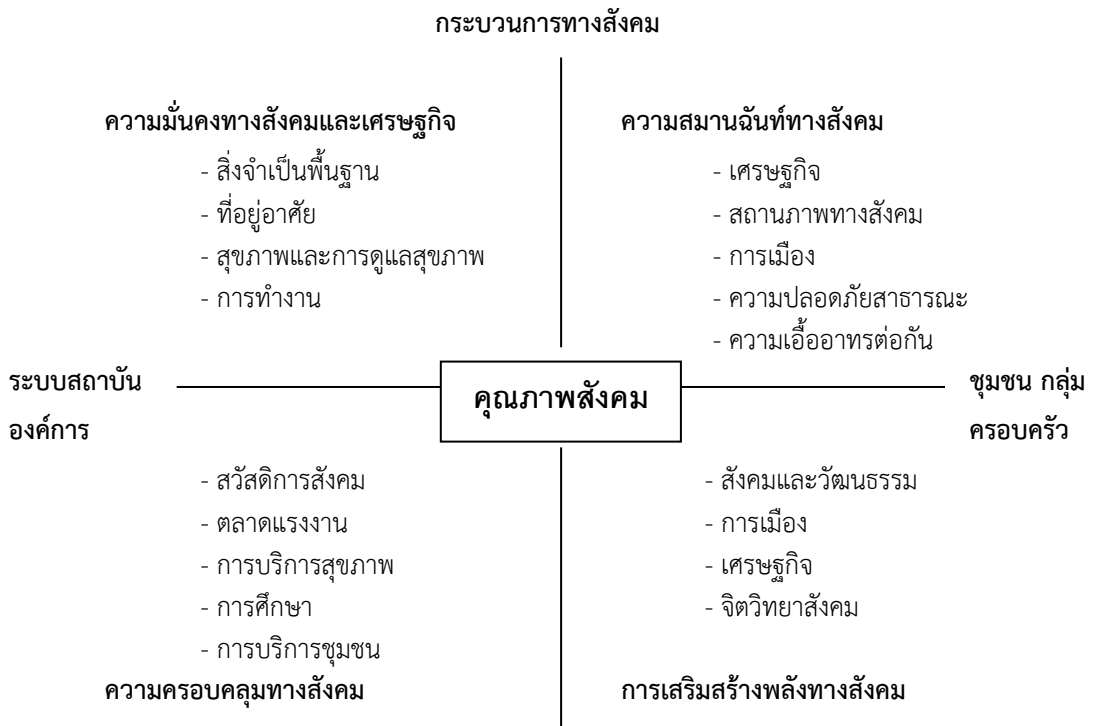 กระบวนการทางสังคม
ความมั่นคงทางสังคมและเศรษฐกิจ
- สิ่งจำเป็นพื้นฐาน
- ที่อยู่อาศัย
- สุขภาพและการดูแลสุขภาพ
- การทำงาน
ความสมานฉันท์ทางสังคม
- เศรษฐกิจ
- สถานภาพทางสังคม
- การเมือง
- ความปลอดภัยสาธารณะ
- ความเอื้ออาทรต่อกัน
ระบบสถาบัน
องค์การ
คุณภาพสังคม
ชุมชน กลุ่ม
ครอบครัว
- สวัสดิการสังคม
- ตลาดแรงงาน
- การบริการสุขภาพ
- การศึกษา
- การบริการชุมชน
ความครอบคลุมทางสังคม
- สังคมและวัฒนธรรม
- การเมือง
- เศรษฐกิจ
- จิตวิทยาสังคม
การเสริมสร้างพลังทางสังคม